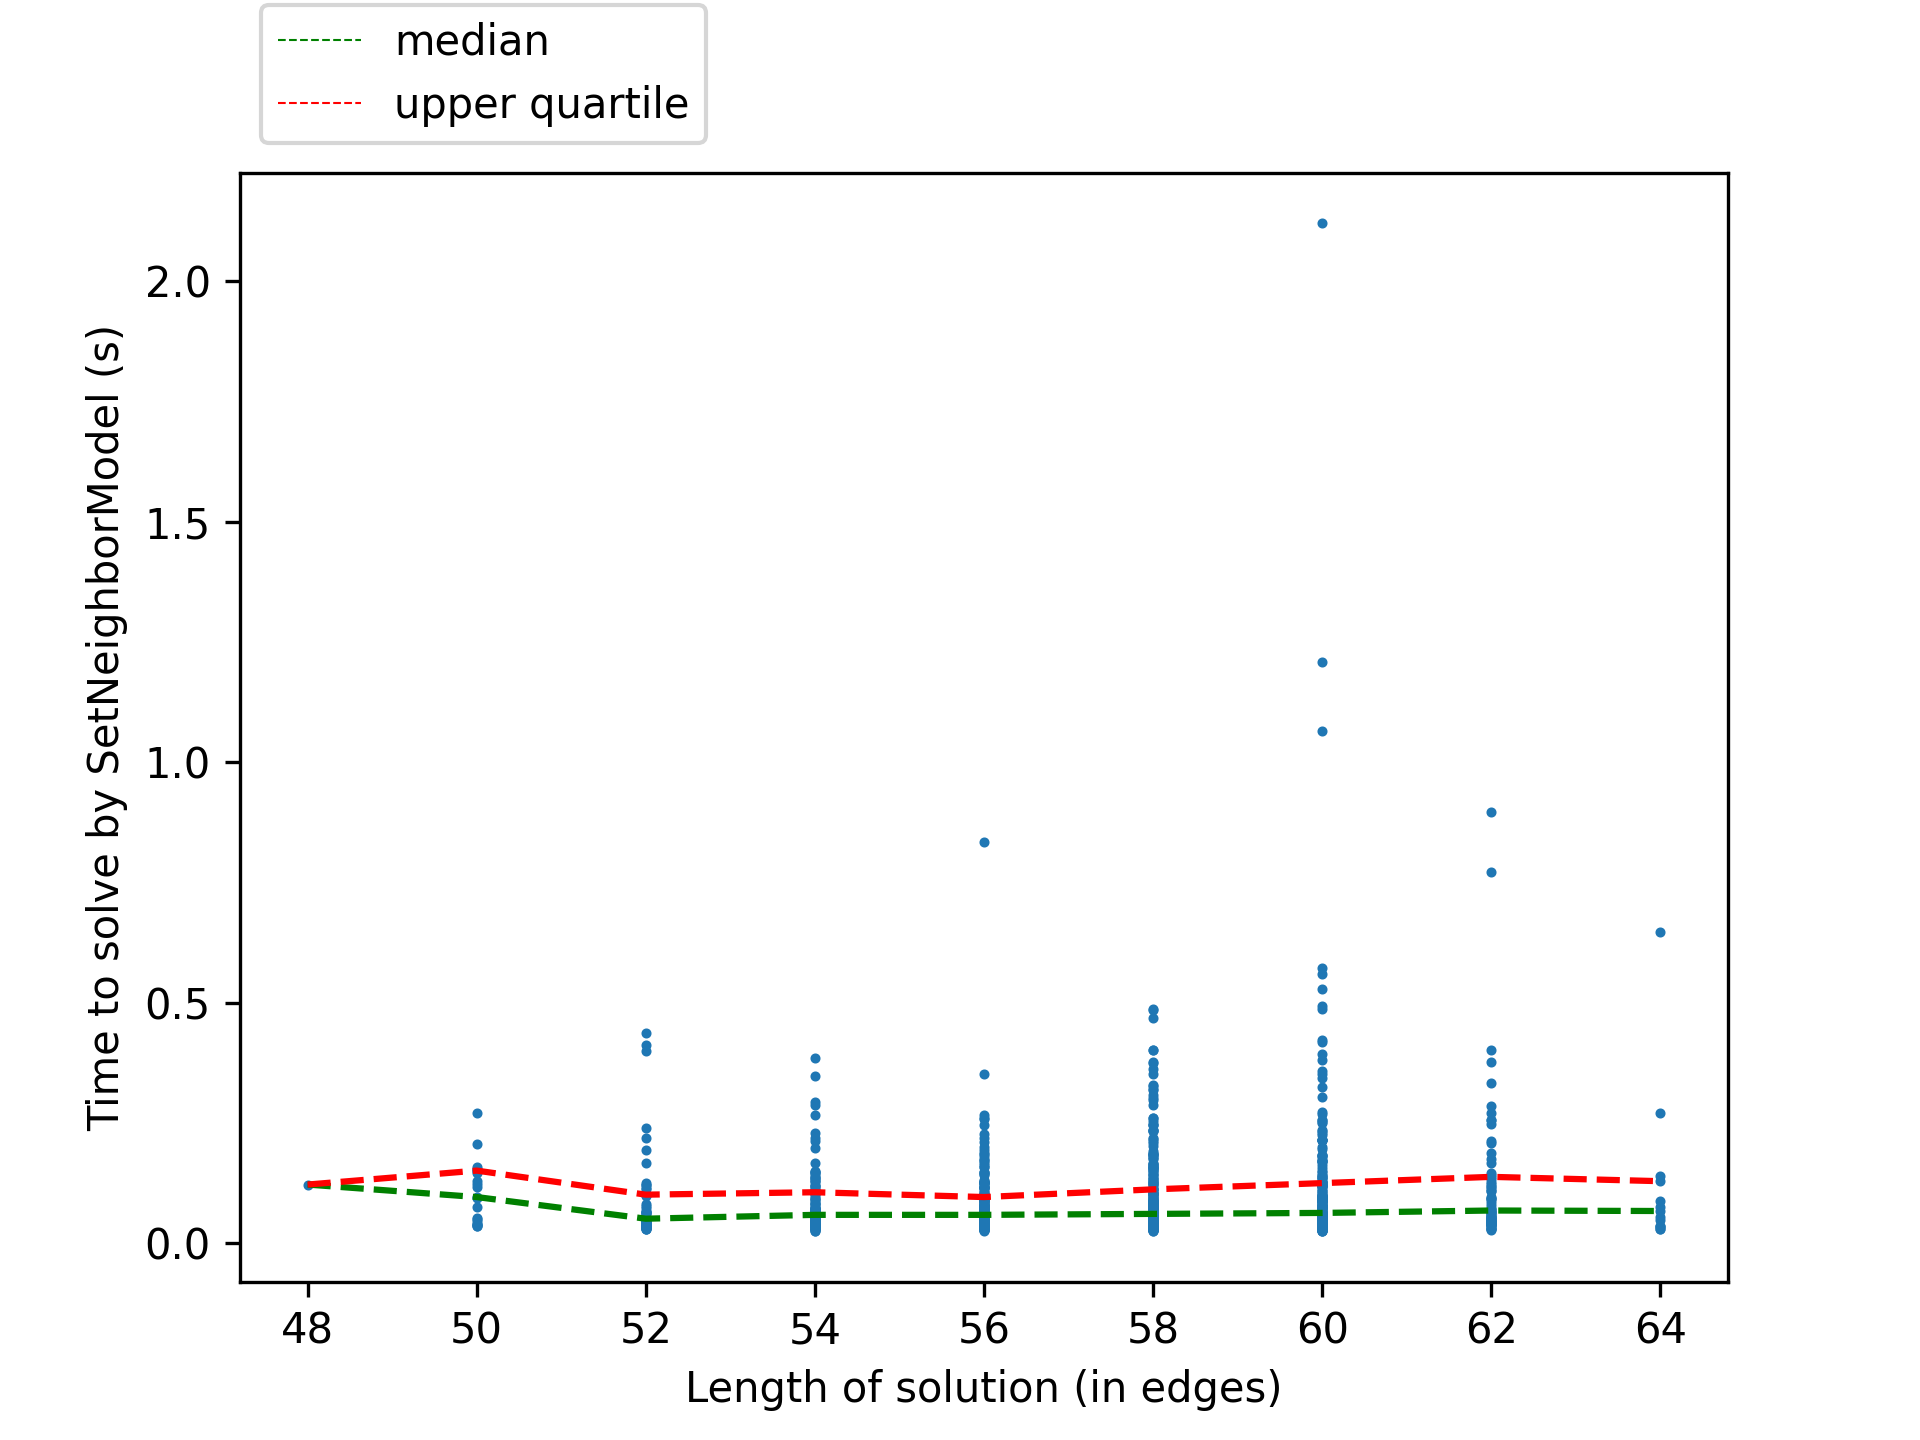 median
upper quartile
Time to solve by SetNeighborModel (s)
2.0
1.5
1.0
0.5
0.0
48 50 52 54 56 58 60 62 64
Length of solution (in edges)